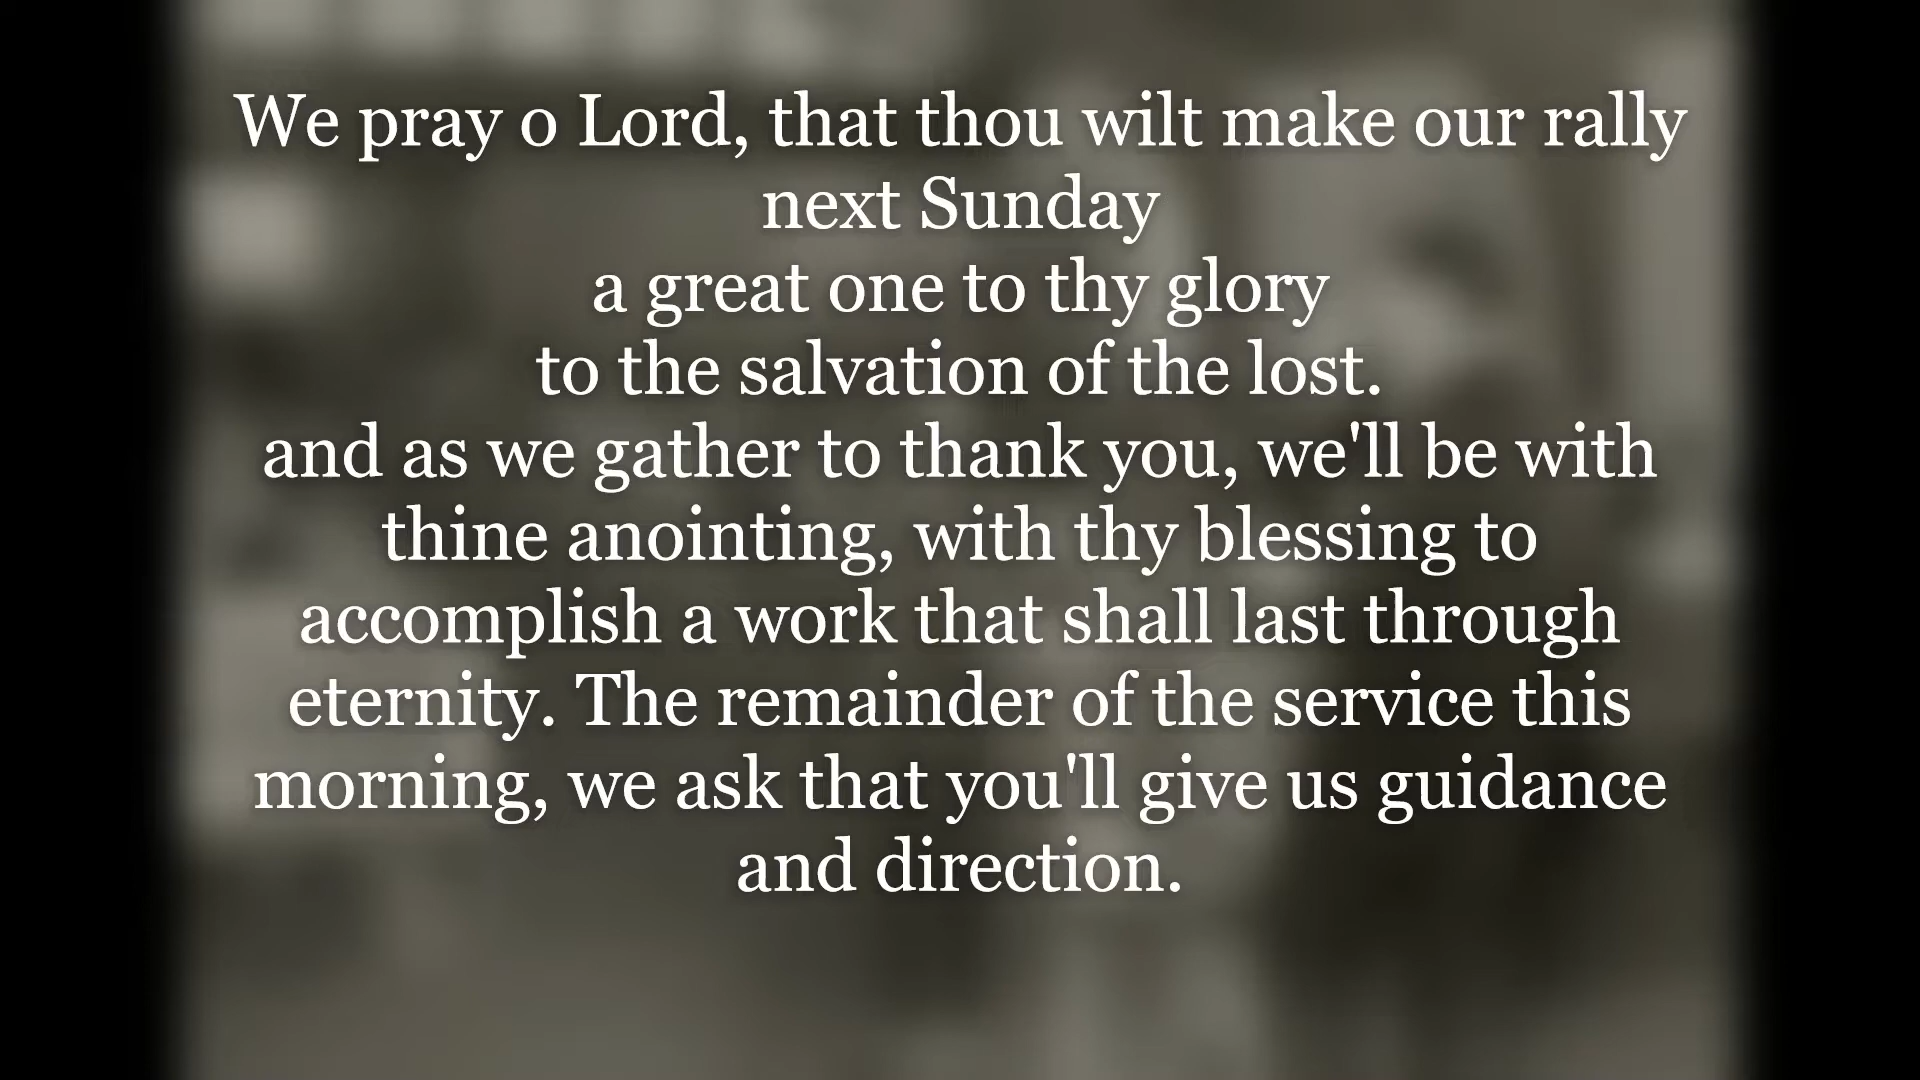 We pray o Lord, that thou wilt make our rally
next Sunday
a great one to thy glory
to the salvation of the lost.
and as we gather to thank you, we'll be with
thine anointing, with thy blessing to
accomplish a work that shall last through
eternity. The remainder of the service this
morning, we ask that you'll give us guidance
and direction.